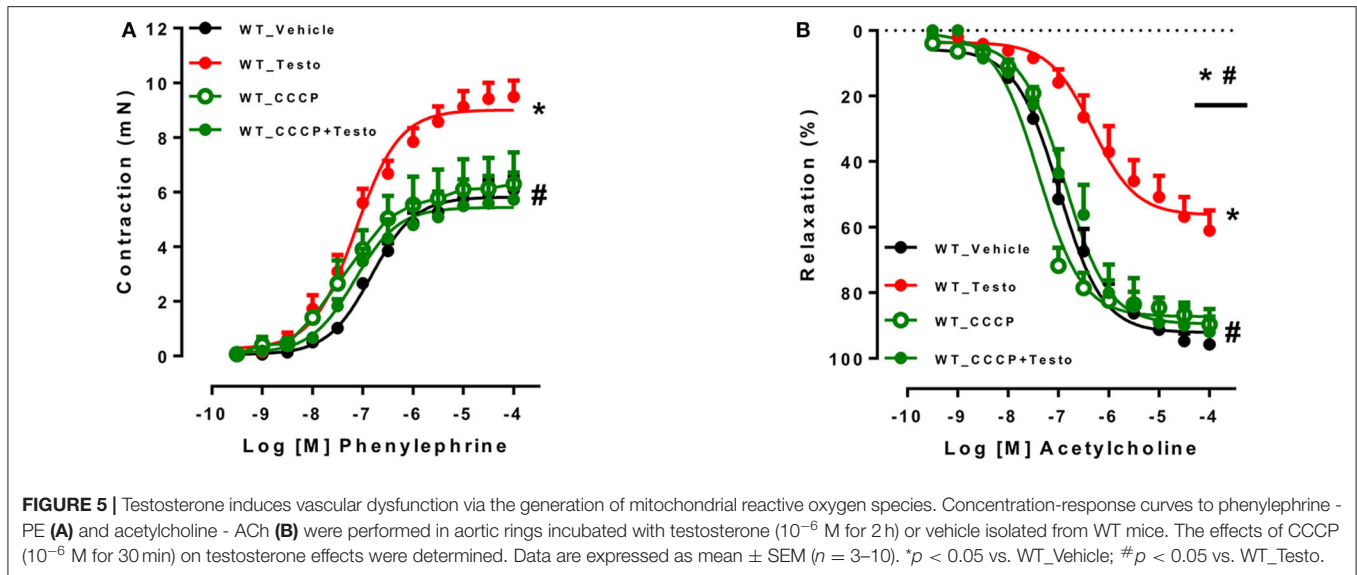 A
WT_Vehicle
WT_Testo
WT_CCCP
WT_CCCP+Testo
Contraction (mN)
12
10
8
6
4
2
0
*
#
-10 -9 -8 -7 -6 -5 -4
Log [M] Phenylephrine
B
Relaxation (%)
0
20
40
60
80
100
* #
*
#
WT_Vehicle
WT_Testo
WT_CCCP
WT_CCCP+Testo
-10 -9 -8 -7 -6 -5 -4
Log [M] Acetylcholine
FIGURE 5 | Testosterone induces vascular dysfunction via the generation of mitochondrial reactive oxygen species. Concentration-response curves to phenylephrine -
PE (A) and acetylcholine - ACh (B) were performed in aortic rings incubated with testosterone (10⁻⁶ M for 2 h) or vehicle isolated from WT mice. The effects of CCCP
(10⁻⁶ M for 30 min) on testosterone effects were determined. Data are expressed as mean ± SEM (n = 3–10). *p < 0.05 vs. WT_Vehicle; #p < 0.05 vs. WT_Testo.